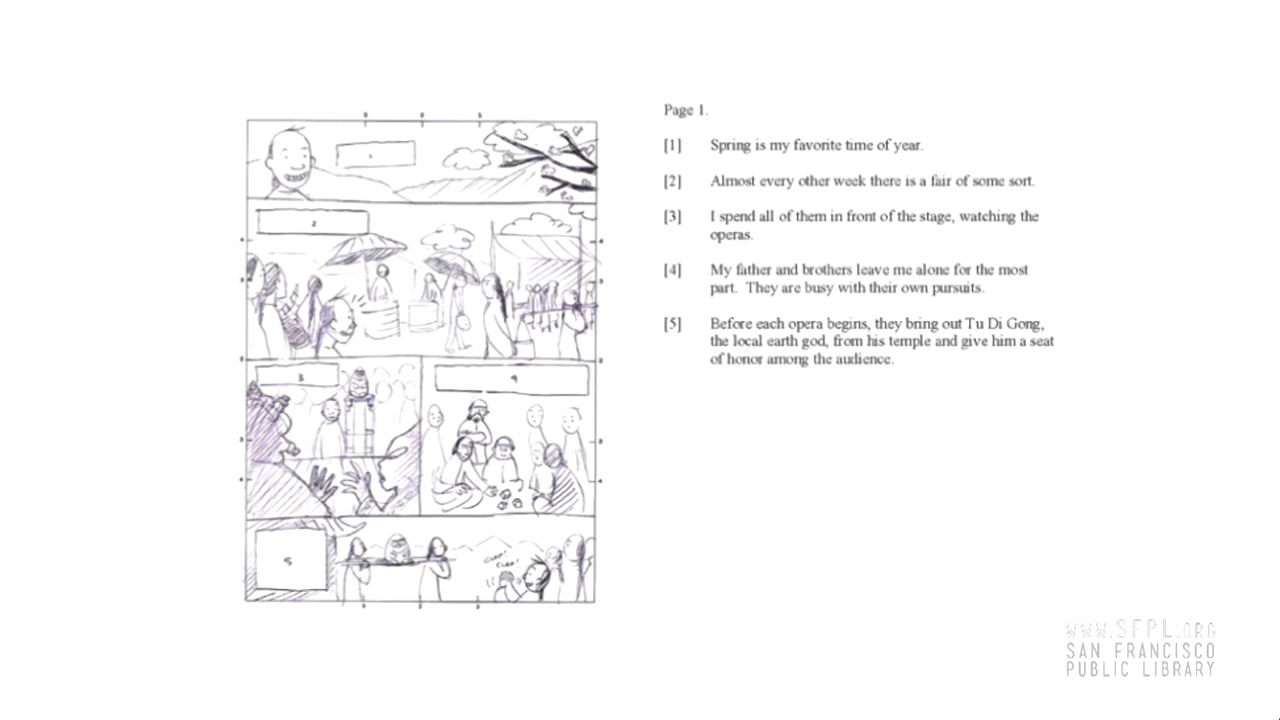 Page 1.
[1] Spring is my favorite time of year.
[2] Almost every other week there is a fair of some sort.
[3] I spend all of them in front of the stage, watching the
operas.
[4] My father and brothers leave me alone for the most
part. They are busy with their own pursuits.
[5] Before each opera begins, they bring out Tu Di Gong,
the local earth god, from his temple and give him a seat
of honor among the audience.
1
2
3
4
5
CLAP!
CLAP!
WWW.SFPL.ORG
SAN FRANCISCO
PUBLIC LIBRARY